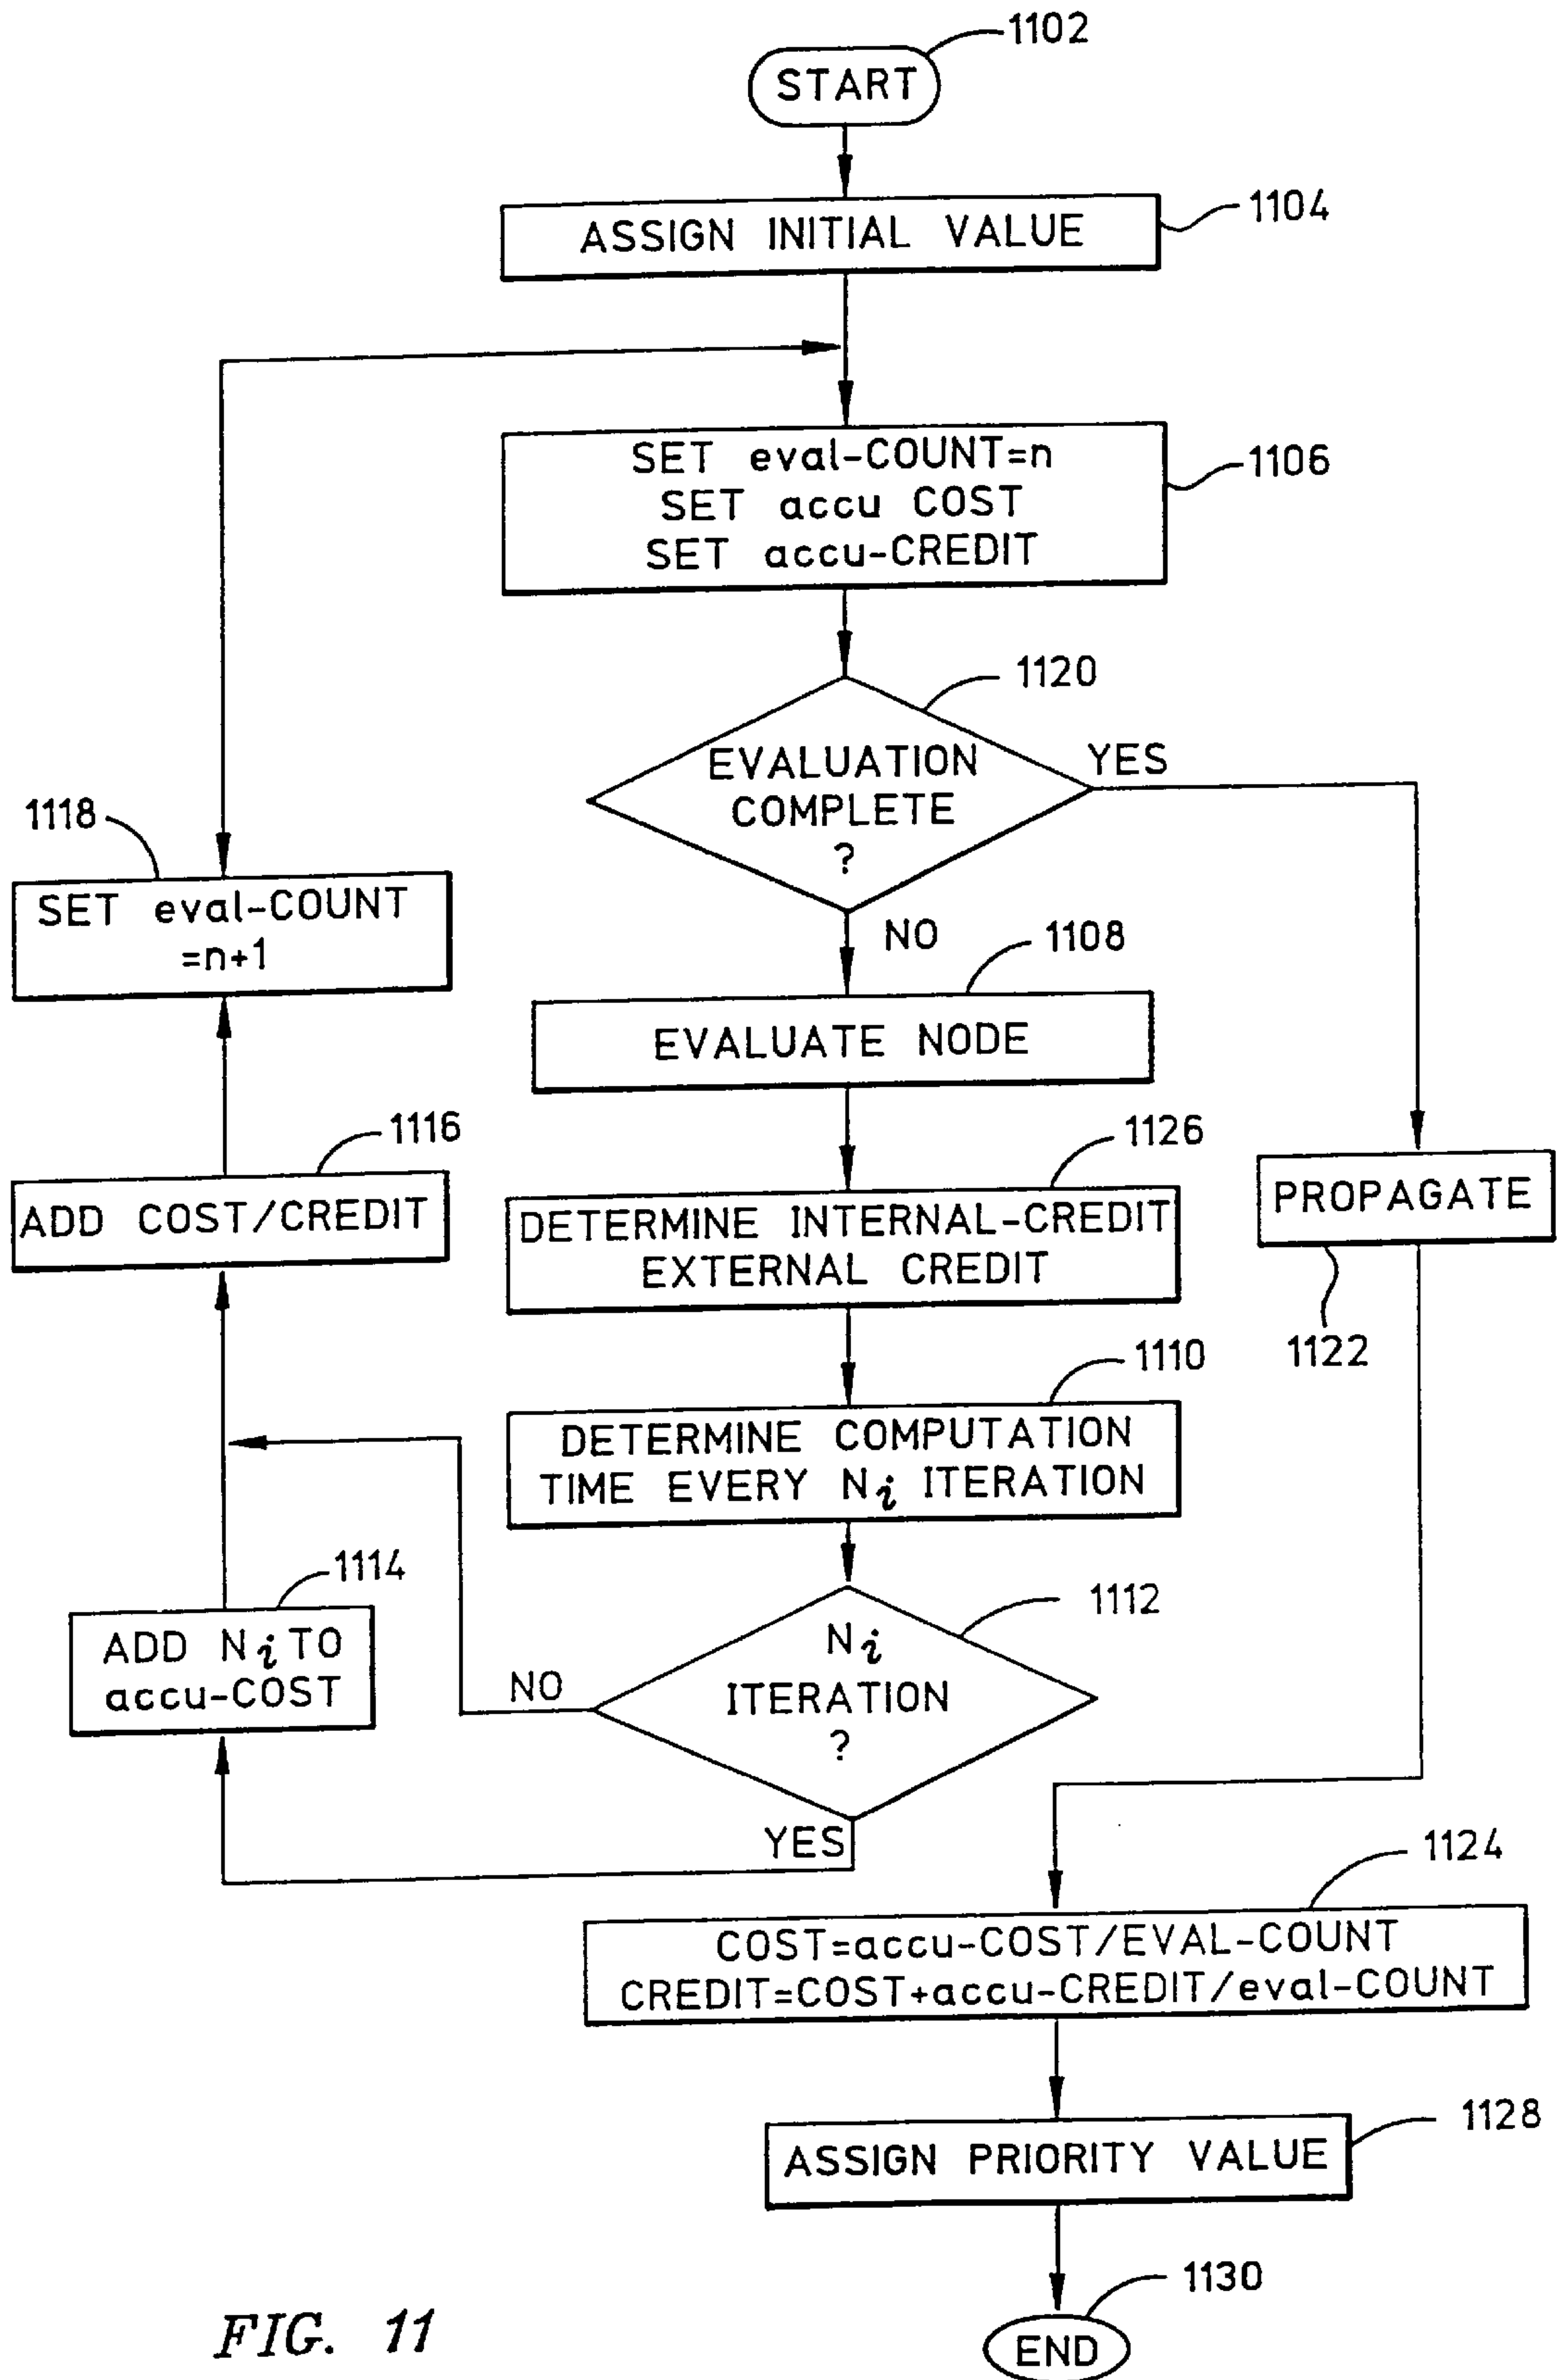 1102
START
1104
ASSIGN INITIAL VALUE
SET eval-COUNT=n
SET accu COST
SET accu-CREDIT
1106
1120
EVALUATION
COMPLETE
?
YES
NO
1118
SET eval-COUNT
=n+1
1108
EVALUATE NODE
1116
ADD COST/CREDIT
1126
DETERMINE INTERNAL-CREDIT
EXTERNAL CREDIT
PROPAGATE
1122
1110
DETERMINE COMPUTATION
TIME EVERY Ni ITERATION
1114
ADD Ni TO
accu-COST
1112
Ni
ITERATION
?
NO
YES
1124
COST=accu-COST/EVAL-COUNT
CREDIT=COST+accu-CREDIT/eval-COUNT
1128
ASSIGN PRIORITY VALUE
1130
END
FIG. 11